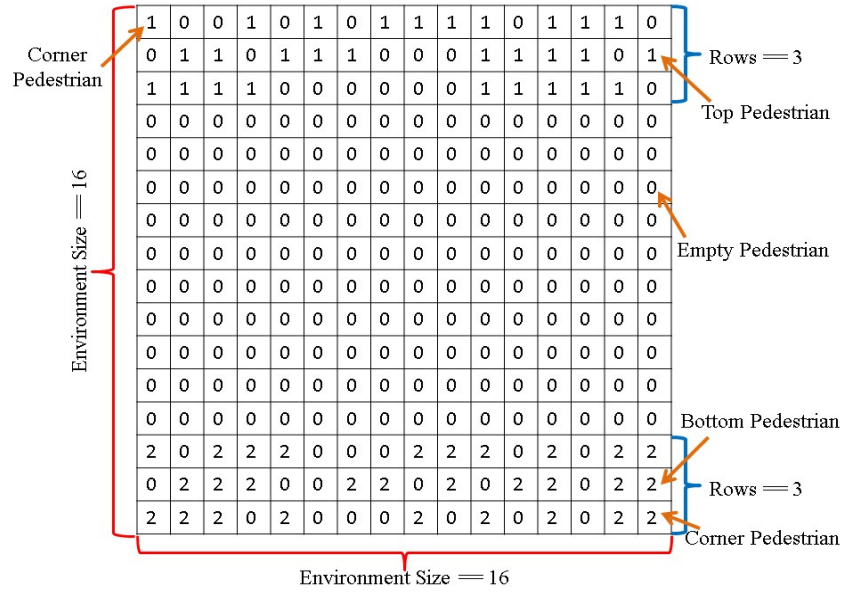 1 0 0 1 0 1 0 1 1 1 1 0 1 1 1 0
Corner
Pedestrian
0 1 1 0 1 1 1 0 0 0 1 1 1 1 0 1
Rows == 3
1 1 1 1 0 0 0 0 0 0 1 1 1 1 1 0
Top Pedestrian
0 0 0 0 0 0 0 0 0 0 0 0 0 0 0 0
0 0 0 0 0 0 0 0 0 0 0 0 0 0 0 0
0 0 0 0 0 0 0 0 0 0 0 0 0 0 0 0
0 0 0 0 0 0 0 0 0 0 0 0 0 0 0 0
Empty Pedestrian
0 0 0 0 0 0 0 0 0 0 0 0 0 0 0 0
Environment Size == 16
0 0 0 0 0 0 0 0 0 0 0 0 0 0 0 0
0 0 0 0 0 0 0 0 0 0 0 0 0 0 0 0
0 0 0 0 0 0 0 0 0 0 0 0 0 0 0 0
0 0 0 0 0 0 0 0 0 0 0 0 0 0 0 0
0 0 0 0 0 0 0 0 0 0 0 0 0 0 0 0
Bottom Pedestrian
2 0 2 2 2 0 0 0 2 2 2 0 2 0 2 2
0 2 2 2 0 0 2 2 0 2 0 2 2 0 2 2
Rows == 3
2 2 2 0 2 0 0 0 2 0 2 0 2 0 2 2
Corner Pedestrian
Environment Size == 16